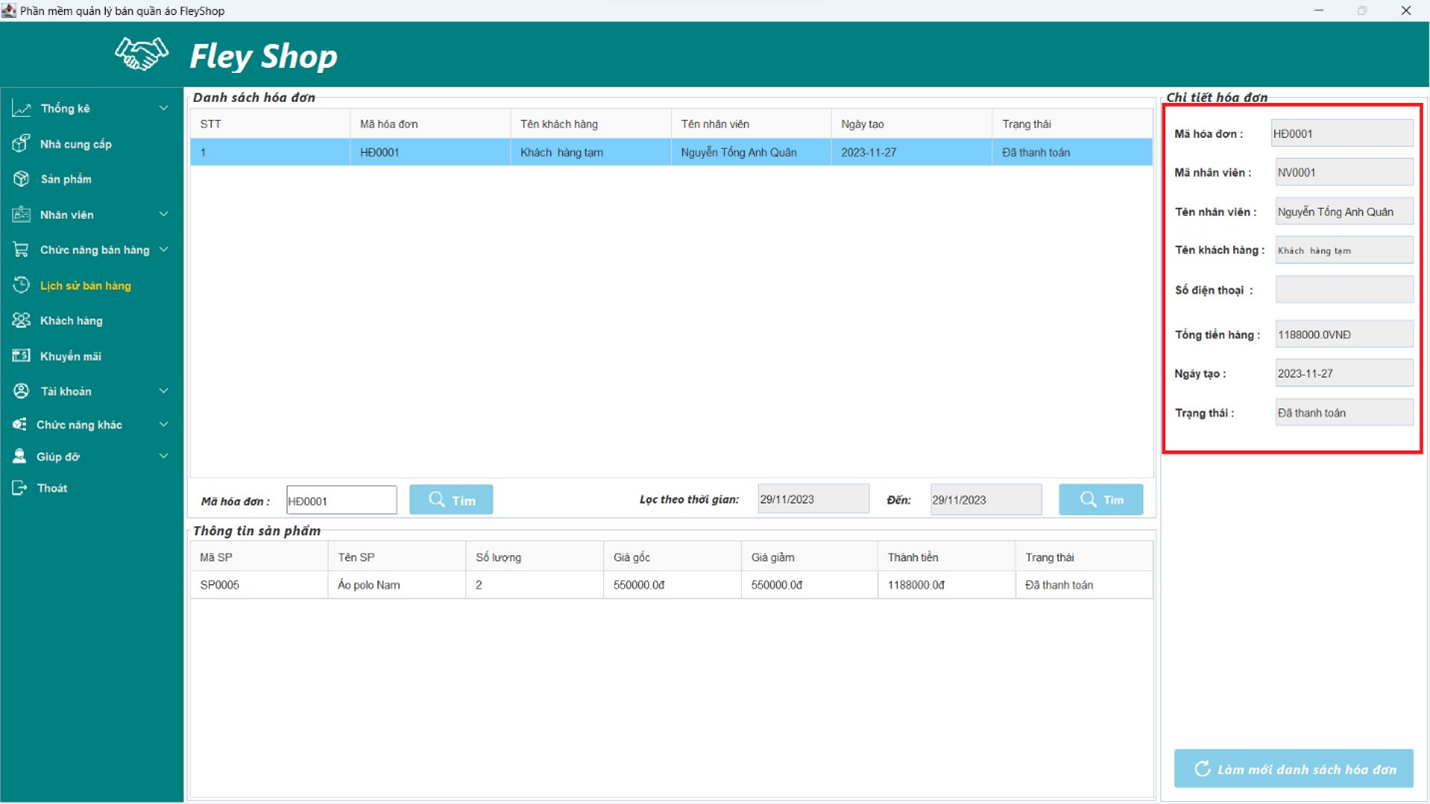 Phần mềm quản lý bán quần áo FleyShop
Fley Shop
Thống kê
Nhà cung cấp
Sản phẩm
Nhân viên
Chức năng bán hàng
Lịch sử bán hàng
Khách hàng
Khuyến mãi
Tài khoản
Chức năng khác
Giúp đỡ
Thoát
Danh sách hóa đơn
STT Mã hóa đơn Tên khách hàng Tên nhân viên Ngày tạo Trạng thái
1 HĐ0001 Khách hàng tạm Nguyễn Tống Anh Quân 2023-11-27 Đã thanh toán
Mã hóa đơn : HĐ0001 Tìm Lọc theo thời gian: 29/11/2023 Đến: 29/11/2023 Tìm
Thông tin sản phẩm
Mã SP Tên SP Số lượng Giá gốc Giá giảm Thành tiền Trạng thái
SP0005 Áo polo Nam 2 550000.0đ 550000.0đ 1188000.0đ Đã thanh toán
Chi tiết hóa đơn
Mã hóa đơn : HĐ0001
Mã nhân viên : NV0001
Tên nhân viên : Nguyễn Tống Anh Quân
Tên khách hàng : Khách hàng tạm
Số điện thoại :
Tổng tiền hàng : 1188000.0VNĐ
Ngày tạo : 2023-11-27
Trạng thái : Đã thanh toán
Làm mới danh sách hóa đơn